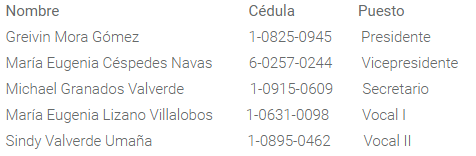 Nombre Cédula Puesto
Greivin Mora Gómez 1-0825-0945 Presidente
María Eugenia Céspedes Navas 6-0257-0244 Vicepresidente
Michael Granados Valverde 1-0915-0609 Secretario
María Eugenia Lizano Villalobos 1-0631-0098 Vocal I
Sindy Valverde Umaña 1-0895-0462 Vocal II